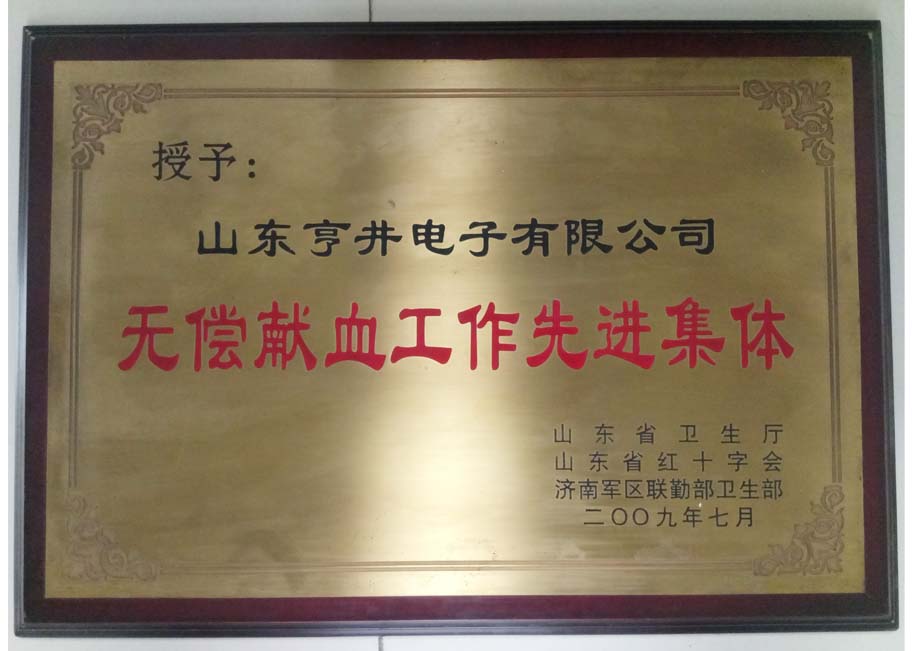 授予：
山东亨井电子有限公司
无偿献血工作先进集体
山东省卫生厅
山东省红十字会
济南军区联勤部卫生部
二〇〇九年七月